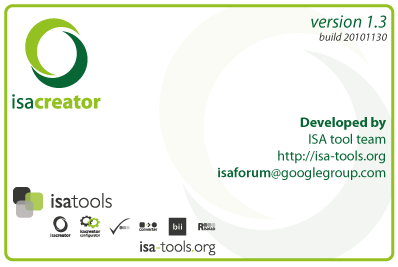 version 1.3
build 20101130
isacreator
Developed by
ISA tool team
http://isa-tools.org
isaforum@googlegroup.com
isatools
bii
isacreator
isacreator
configurator
converter
isa-tools.org